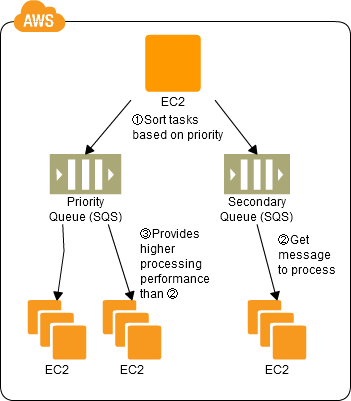 AWS
EC2
①Sort tasks
based on priority
Priority
Queue (SQS)
Secondary
Queue (SQS)
③Provides
higher
processing
performance
than ②
②Get
message
to process
EC2
EC2
EC2